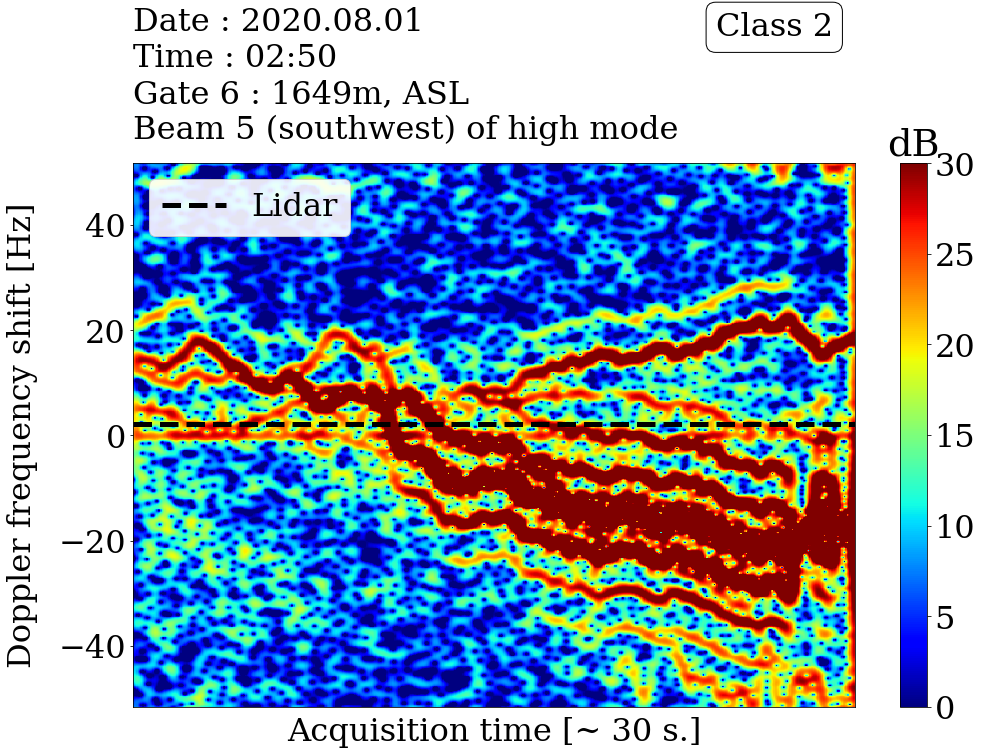 Date : 2020.08.01
Time : 02:50
Gate 6 : 1649m, ASL
Beam 5 (southwest) of high mode
Class 2
dB
30
25
20
15
10
5
0
Lidar
Doppler frequency shift [Hz]
40
20
0
−20
−40
Acquisition time [~ 30 s.]